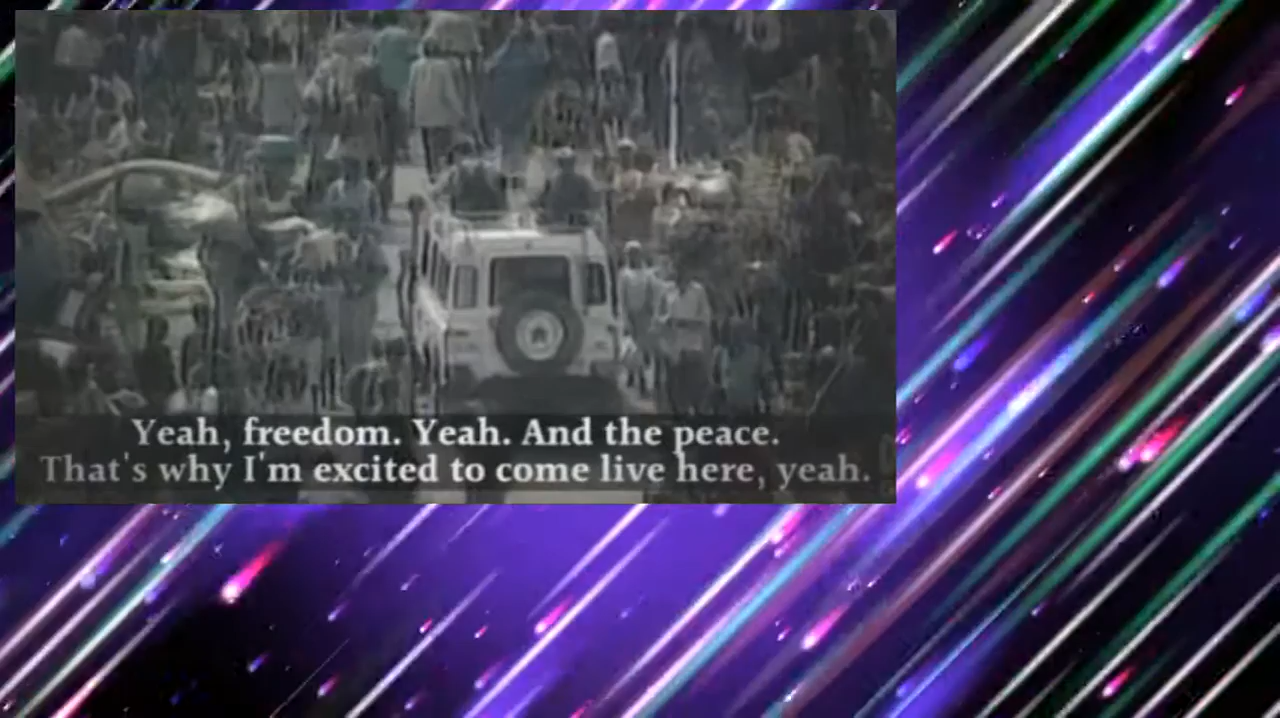 Yeah, freedom. Yeah. And the peace.
That's why I'm excited to come live here, yeah.